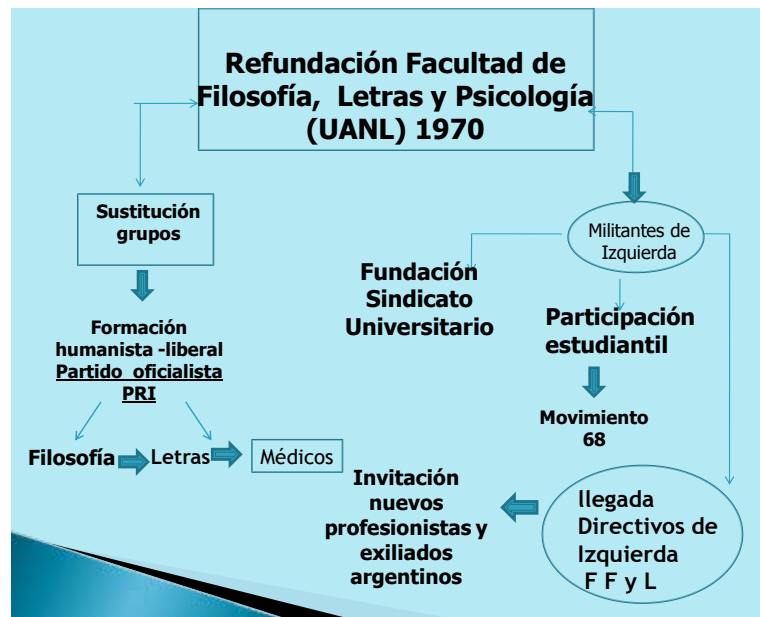 Refundación Facultad de
Filosofía, Letras y Psicología
(UANL) 1970
Sustitución
grupos
Formación
humanista -liberal
Partido oficialista
PRI
Filosofía
Letras
Médicos
Militantes de
Izquierda
Fundación
Sindicato
Universitario
Participación
estudiantil
Movimiento
68
llegada
Directivos de
Izquierda
F F y L
Invitación
nuevos
profesionistas y
exiliados
argentinos